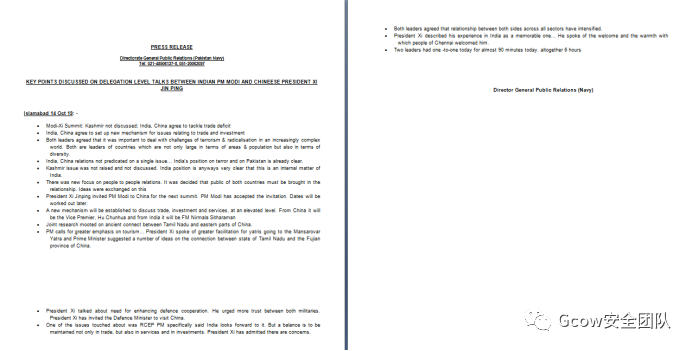 PRESS RELEASE
Directorate General Public Relations (Pakistan Navy)
KEY POINTS DISCUSSED ON DELEGATION LEVEL TALKS BETWEEN INDIAN PM MODI AND CHINEESE PRESIDENT XI
JIN PING
Islamabad 14 Oct 19: -
• Modi-Xi Summit: Kashmir not discussed; India, China agree to tackle trade deficit
• India, China agree to set up new mechanism for issues relating to trade and investment
• Both leaders agreed that it was important to deal with challenges of terrorism & radicalisation in an increasingly complex
world. Both are leaders of countries which are not only large in terms of areas & population but also in terms of
diversity.
• India, China relations not predicated on a single issue... India's position on terror and on Pakistan is already clear.
• Kashmir issue was not raised and not discussed. India position is anyways very clear that this is an internal matter of
India.
• There was new focus on people to people relations. It was decided that public of both countries must be brought in the
relationship. Ideas were exchanged on this
• President Xi Jinping invited PM Modi to China for the next summit. PM Modi has accepted the invitation. Dates will be
worked out later.
• A new mechanism will be established to discuss trade, investment and services, at an elevated level. From China it will
be the Vice Premier, Hu Chunhua and from India it will be FM Nirmala Sitharaman
• Joint research mooted on ancient connect between Tamil Nadu and eastern parts of China.
• PM calls for greater emphasis on tourism... President Xi spoke of greater facilitation for yatris going to the Mansarovar
Yatra and Prime Minister suggested a number of ideas on the connection between state of Tamil Nadu and the Fujian
province of China.
• President Xi talked about need for enhancing defence cooperation. He urged more trust between both militaries.
President Xi has invited the Defence Minister to visit China.
• One of the issues touched about was RCEP PM specifically said India looks forward to it. But a balance is to be
maintained not only in trade, but also in services and in investments. President Xi has admitted there are concerns.
• Both leaders agreed that relationship between both sides across all sectors have intensified.
• President Xi described his experience in India as a memorable one... He spoke of the welcome and the warmth with
which people of Chennai welcomed him.
• Two leaders had one -to-one today for almost 90 minutes today, altogether 6 hours
Director General Public Relations (Navy)
Gcow安全团队